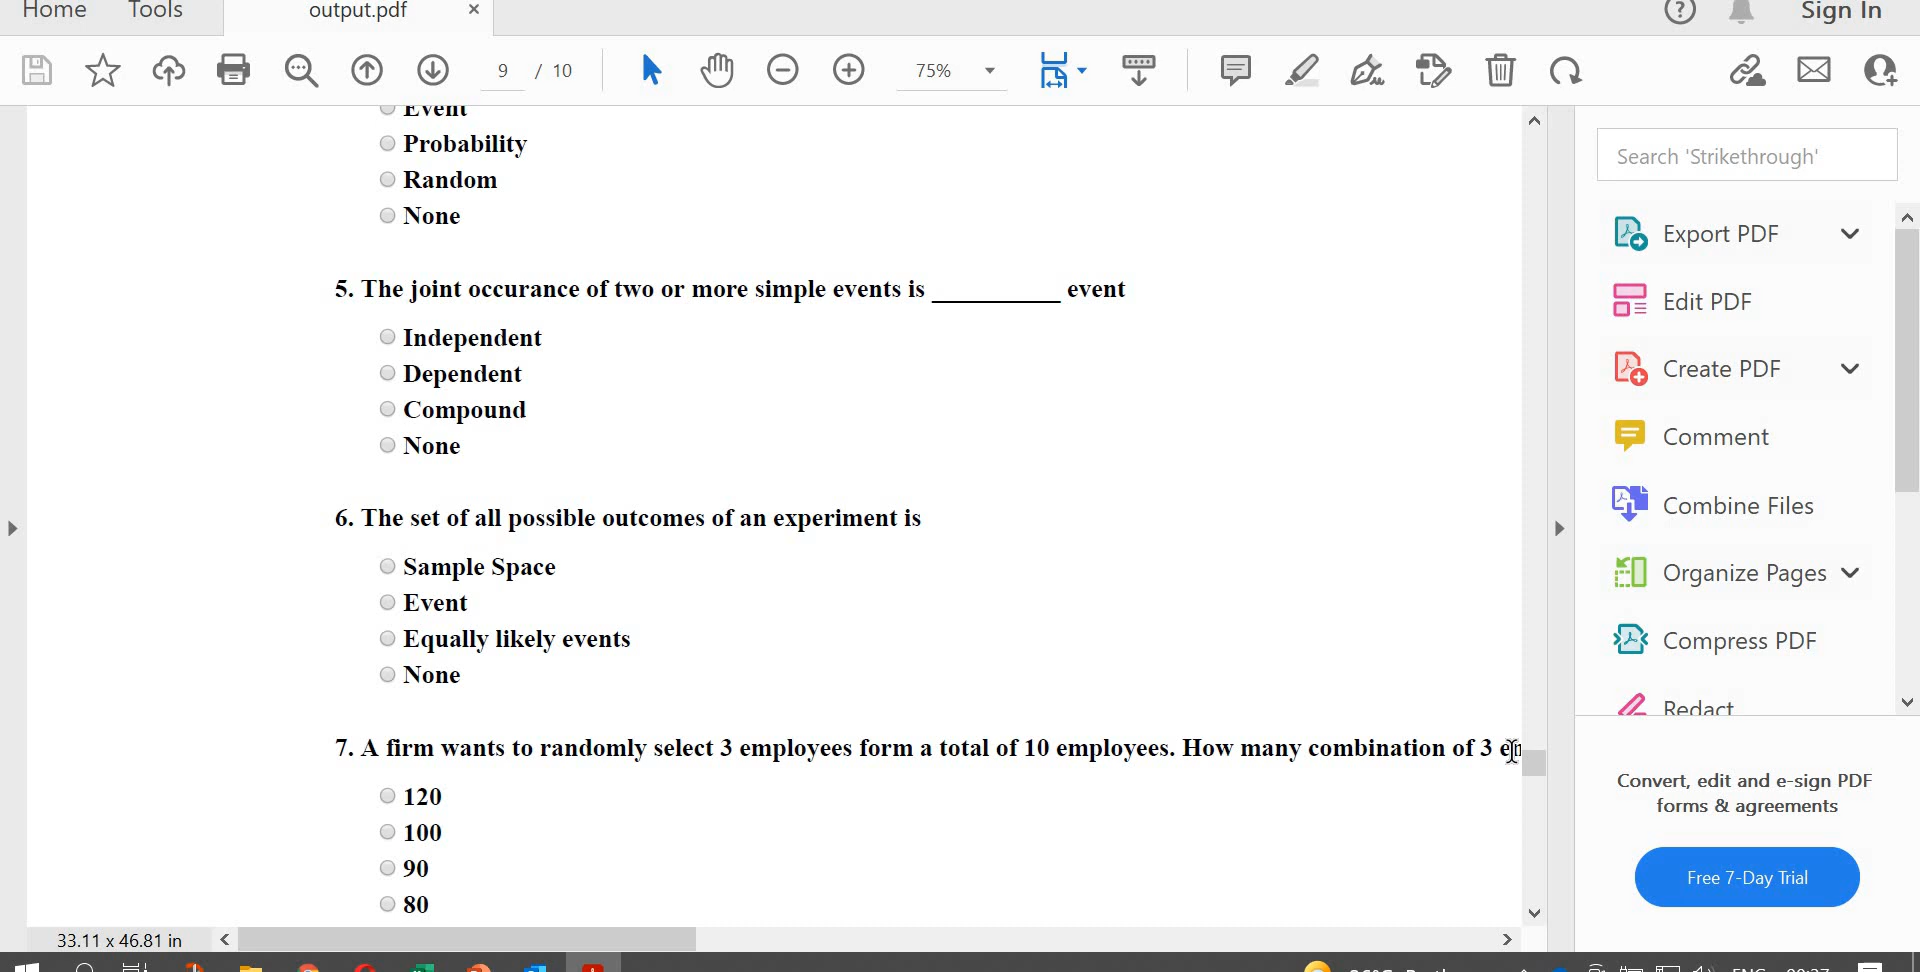 Home Tools output.pdf × Sign In
9 / 10 75%
Event
Probability
Random
None
5. The joint occurance of two or more simple events is __________ event
Independent
Dependent
Compound
None
6. The set of all possible outcomes of an experiment is
Sample Space
Event
Equally likely events
None
7. A firm wants to randomly select 3 employees form a total of 10 employees. How many combination of 3
120
100
90
80
33.11 x 46.81 in
Search 'Strikethrough'
Export PDF
Edit PDF
Create PDF
Comment
Combine Files
Organize Pages
Compress PDF
Redact
Convert, edit and e-sign PDF
forms & agreements
Free 7-Day Trial